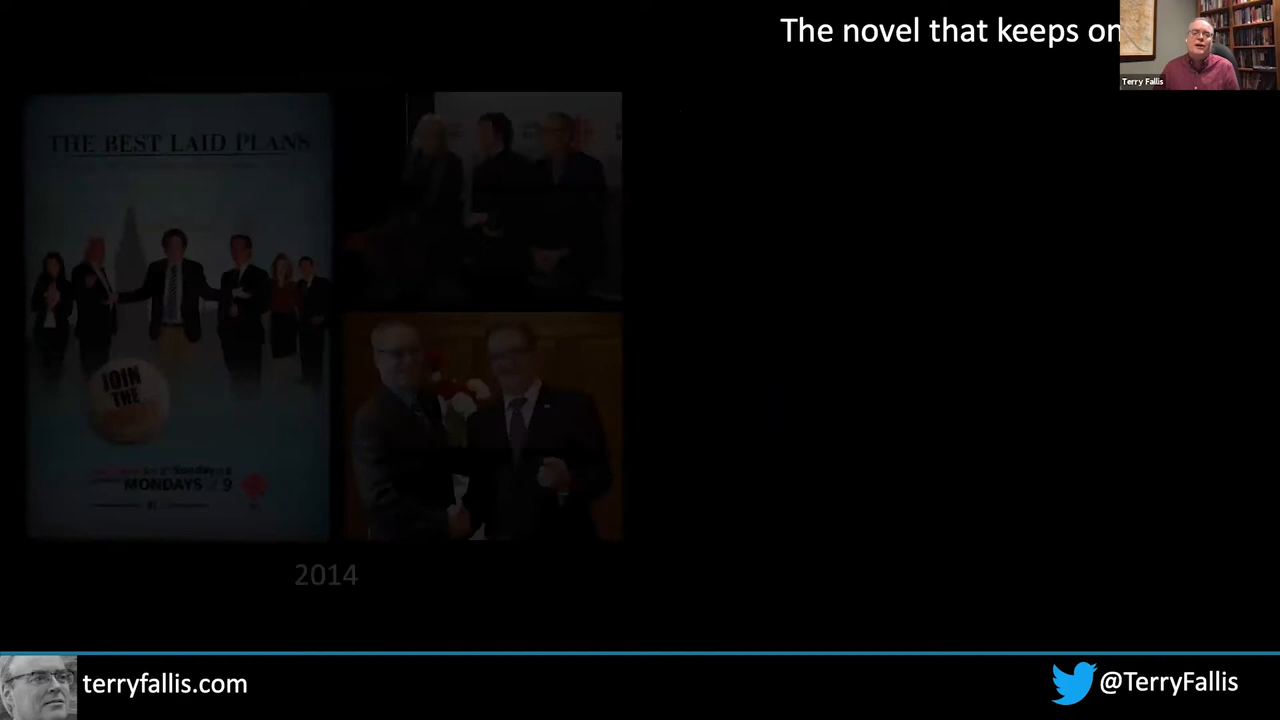 The novel that keeps on
Terry Fallis
THE BEST LAID PLANS
JOIN
THE
MONDAYS 9
2014
terryfallis.com
@TerryFallis